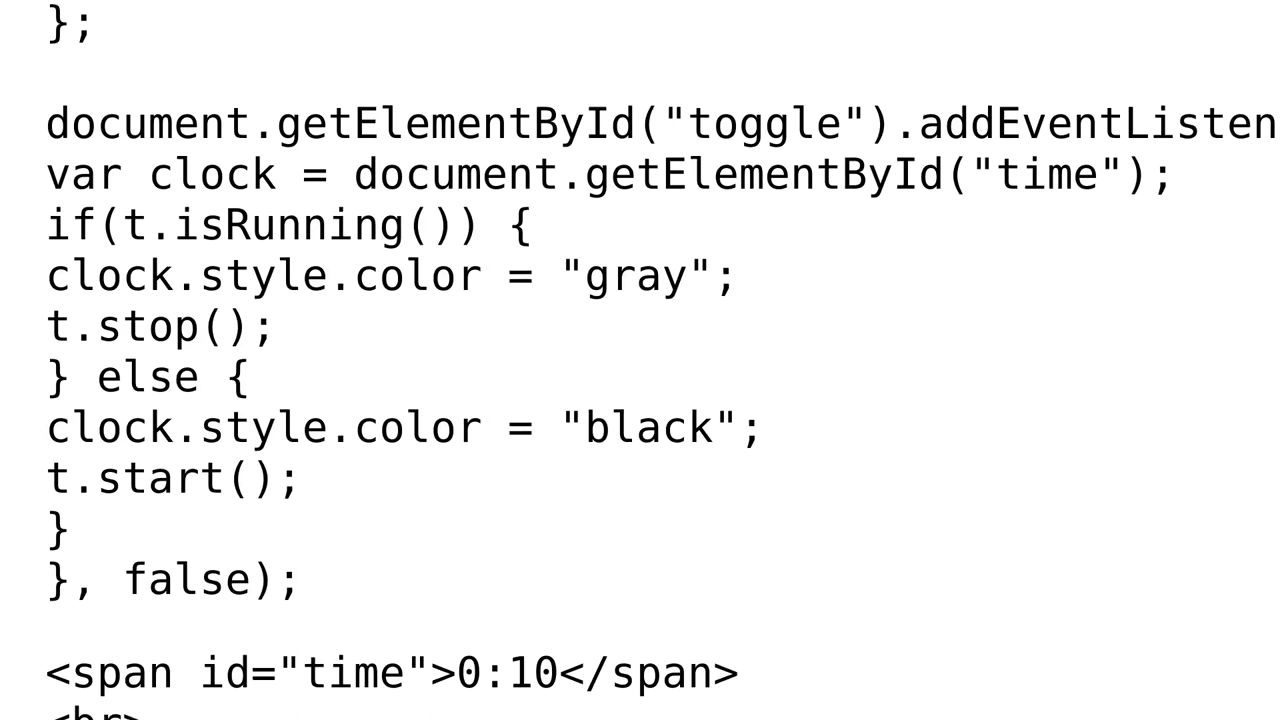 };
document.getElementById("toggle").addEventListen
var clock = document.getElementById("time");
if(t.isRunning()) {
clock.style.color = "gray";
t.stop();
} else {
clock.style.color = "black";
t.start();
}
}, false);
<span id="time">0:10</span>
<br>